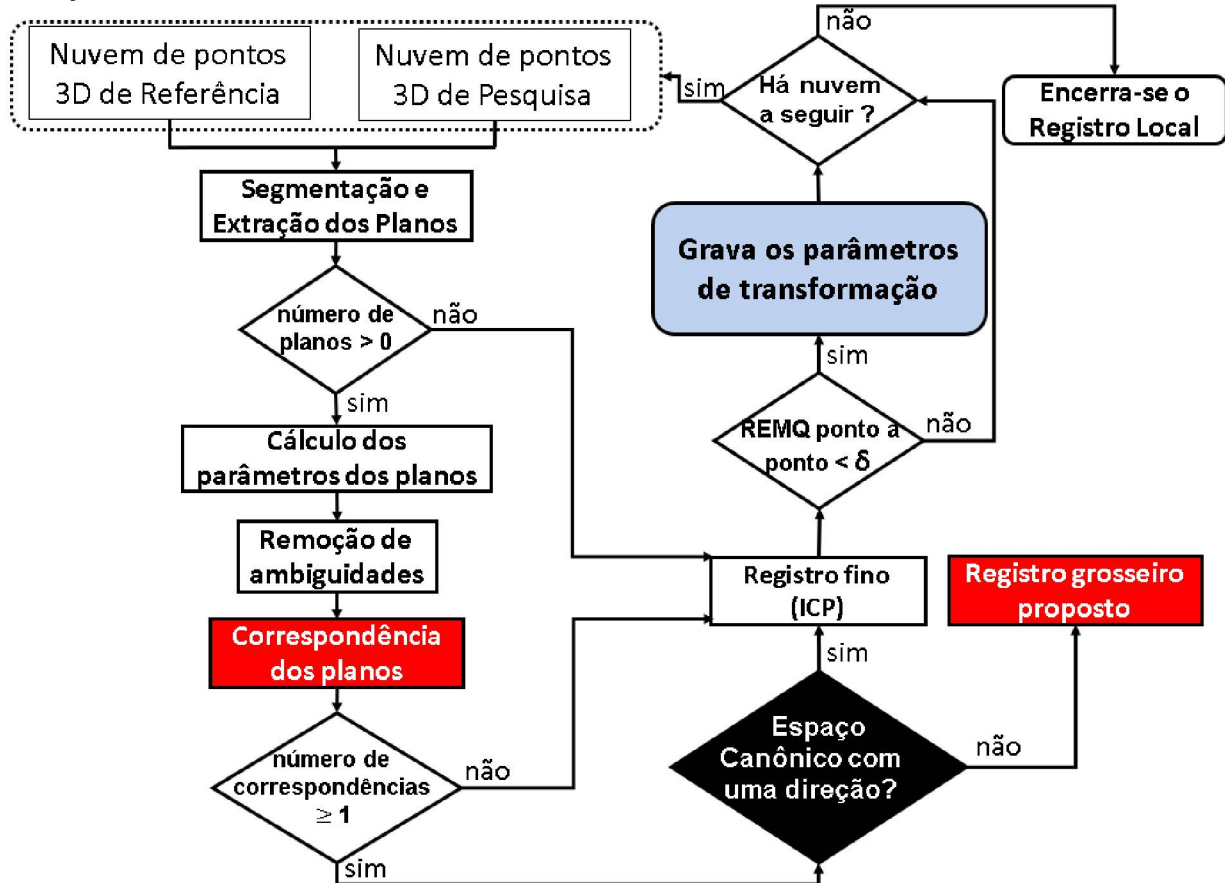 Nuvem de pontos
3D de Referência
Nuvem de pontos
3D de Pesquisa
Segmentação e
Extração dos Planos
número de
planos > 0
não
sim
Cálculo dos
parâmetros dos planos
Remoção de
ambiguidades
Correspondência
dos planos
número de
correspondências
≥ 1
não
sim
Espaço
Canônico com
uma direção?
não
sim
Registro grosseiro
proposto
Registro fino
(ICP)
REMQ ponto a
ponto < δ
não
sim
Grava os parâmetros
de transformação
Há nuvem
a seguir ?
sim
não
Encerra-se o
Registro Local